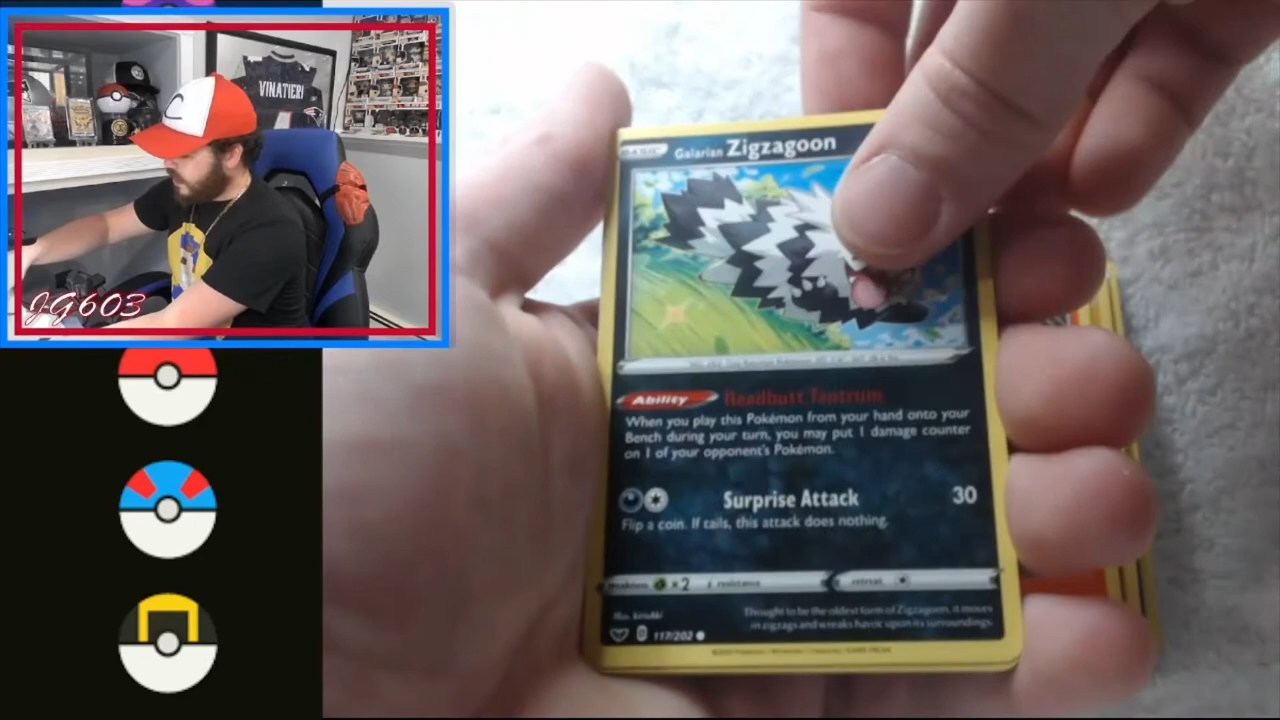 VINATIERI
4
JG603
BASIC
Galarian Zigzagoon
Ability Headbutt Tantrum
When you play this Pokémon from your hand onto your
Bench during your turn, you may put 1 damage counter
on 1 of your opponent's Pokémon.
Surprise Attack 30
Flip a coin. If tails, this attack does nothing.
weakness ×2 resistance retreat
Thought to be the oldest form of Zigzagoon, it moves
in zigzags and wreaks havoc upon its surroundings.
D 117/202